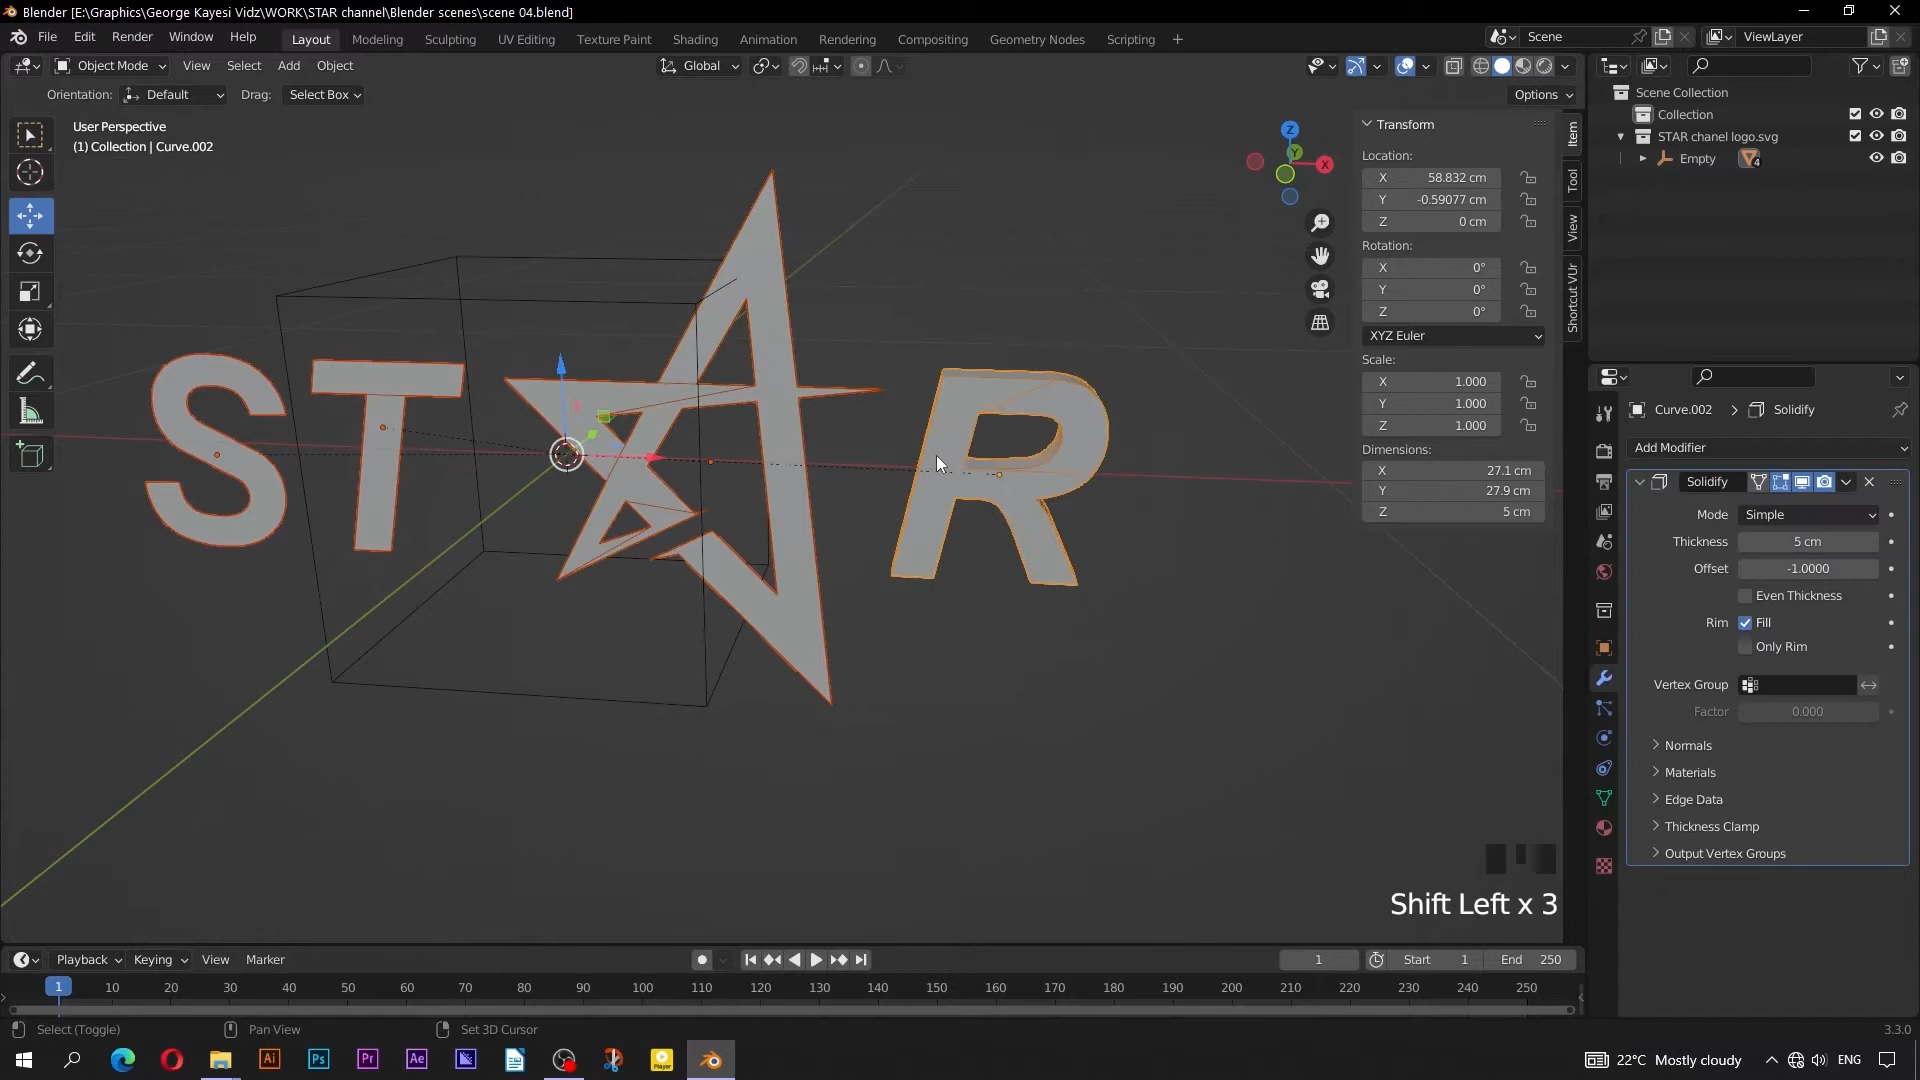 Blender [E:\Graphics\George Kayesi Vidz\WORK\STAR channel\Blender scenes\scene 04.blend]
File Edit Render Window Help Layout Modeling Sculpting UV Editing Texture Paint Shading Animation Rendering Compositing Geometry Nodes Scripting + Scene ViewLayer
Object Mode View Select Add Object Global
Orientation: Default Drag: Select Box Options
User Perspective
(1) Collection | Curve.002
Z
Y
X
Transform
Location:
X 58.832 cm
Y -0.59077 cm
Z 0 cm
Rotation:
X 0°
Y 0°
Z 0°
XYZ Euler
Scale:
X 1.000
Y 1.000
Z 1.000
Dimensions:
X 27.1 cm
Y 27.9 cm
Z 5 cm
Item
Tool
View
Shortcut VUr
Scene Collection
Collection
STAR chanel logo.svg
Empty 4
Curve.002 > Solidify
Add Modifier
Solidify
Mode Simple
Thickness 5 cm
Offset -1.0000
Even Thickness
Rim Fill
Only Rim
Vertex Group
Factor 0.000
Normals
Materials
Edge Data
Thickness Clamp
Output Vertex Groups
ST R
Shift Left x 3
Playback Keying View Marker 1 Start 1 End 250
1 10 20 30 40 50 60 70 80 90 100 110 120 130 140 150 160 170 180 190 200 210 220 230 240 250
Select (Toggle) Pan View Set 3D Cursor 3.3.0
Ai Ps Pr Ae Player 22°C Mostly cloudy ENG